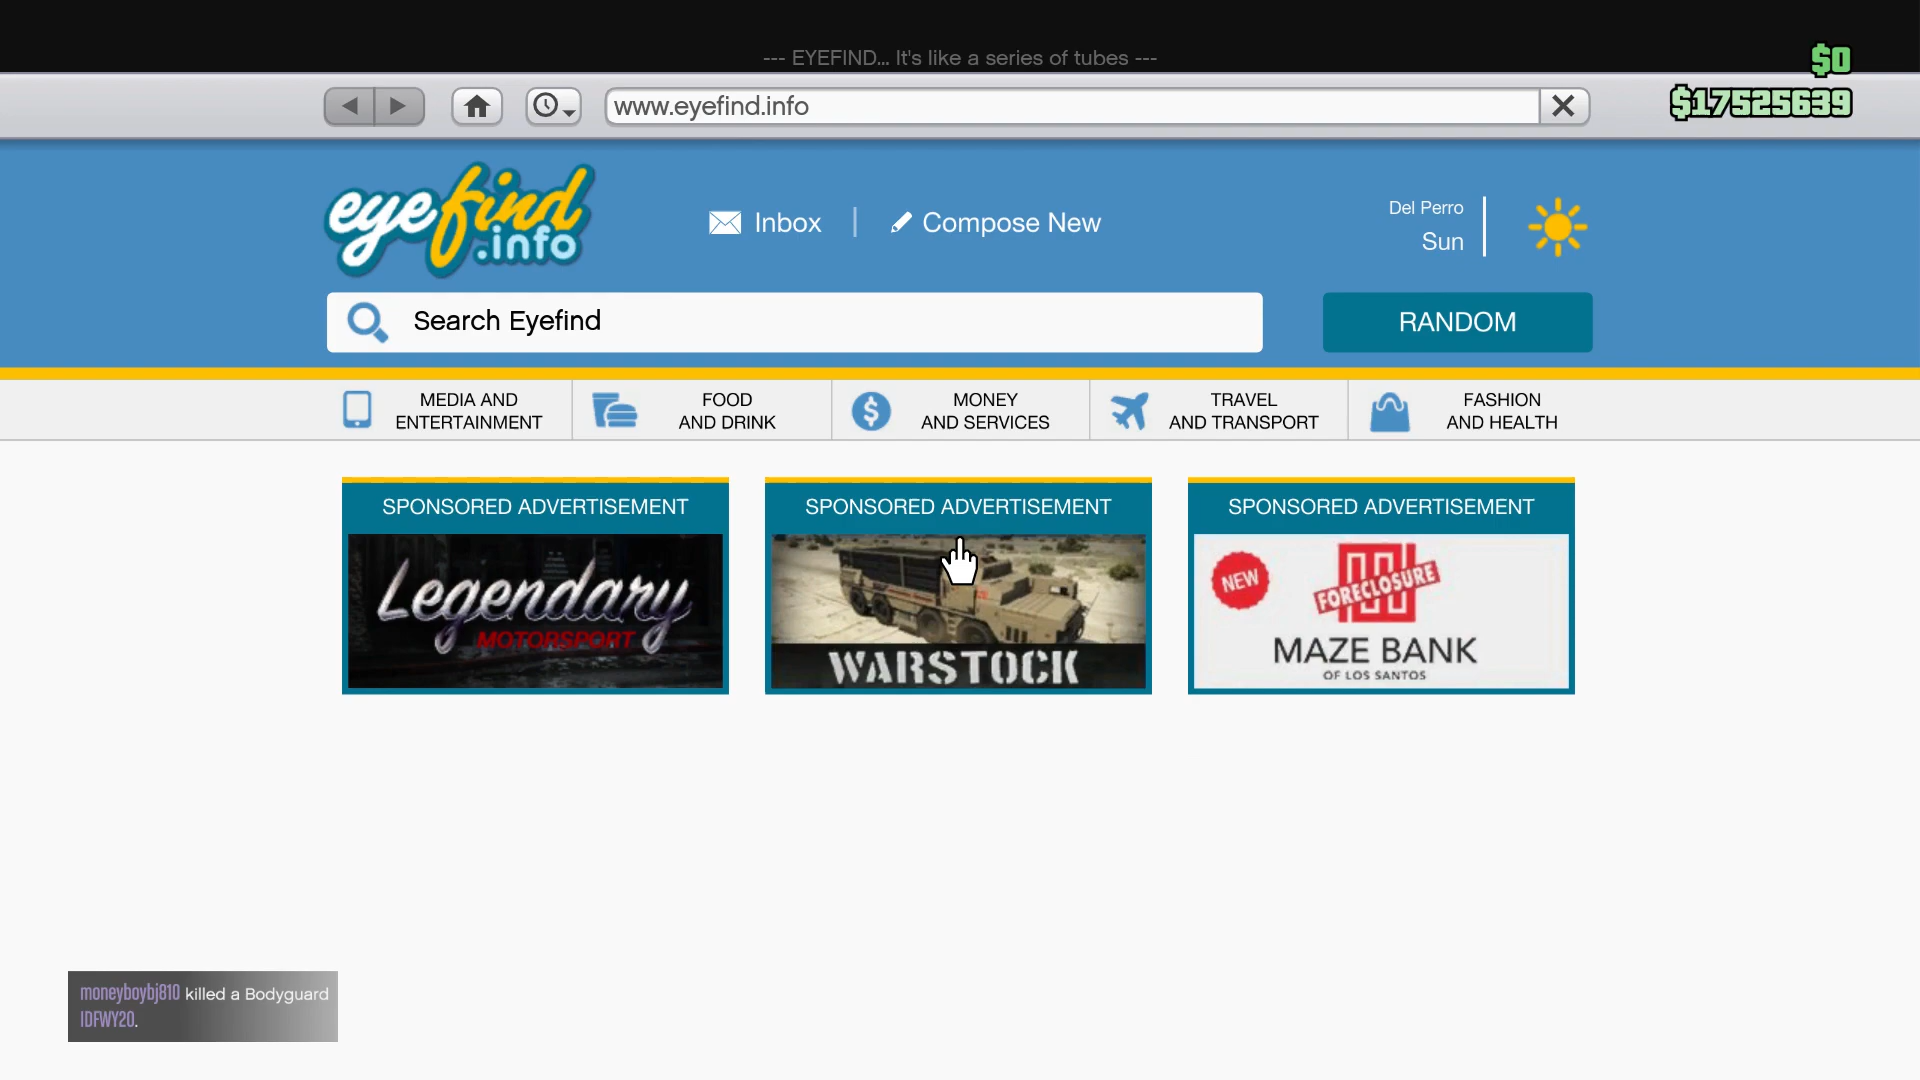 --- EYEFIND... It's like a series of tubes ---
$0
www.eyefind.info
$17525639
eyefind
.info
Inbox
Compose New
Del Perro
Sun
Search Eyefind
RANDOM
MEDIA AND
ENTERTAINMENT
FOOD
AND DRINK
MONEY
AND SERVICES
TRAVEL
AND TRANSPORT
FASHION
AND HEALTH
SPONSORED ADVERTISEMENT
Legendary
MOTORSPORT
SPONSORED ADVERTISEMENT
WARSTOCK
SPONSORED ADVERTISEMENT
NEW
FORECLOSURE
MAZE BANK
OF LOS SANTOS
moneyboybj810 killed a Bodyguard
IDFWY20.